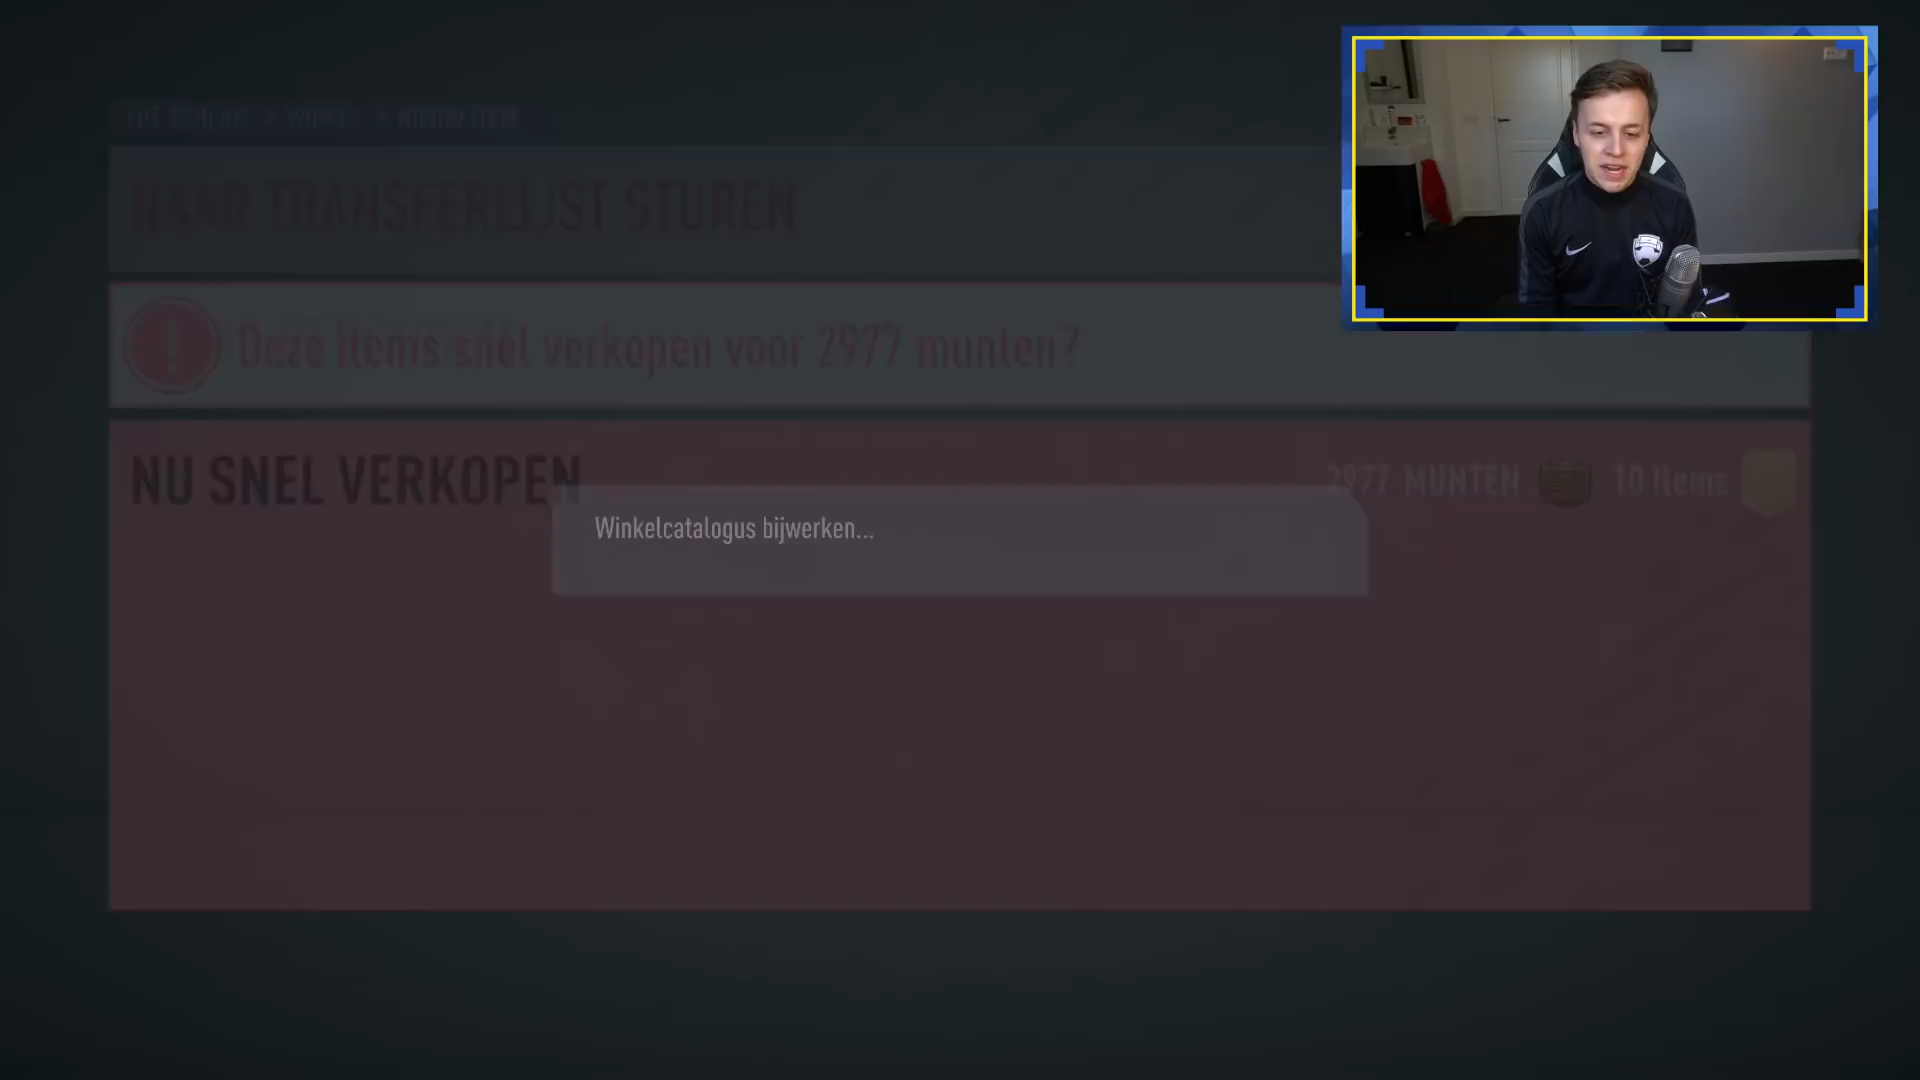 NAAR TRANSFERLIJST STUREN
Deze items snel verkopen voor 2977 munten?
NU SNEL VERKOPEN
2977 MUNTEN 10 Items
Winkelcatalogus bijwerken...